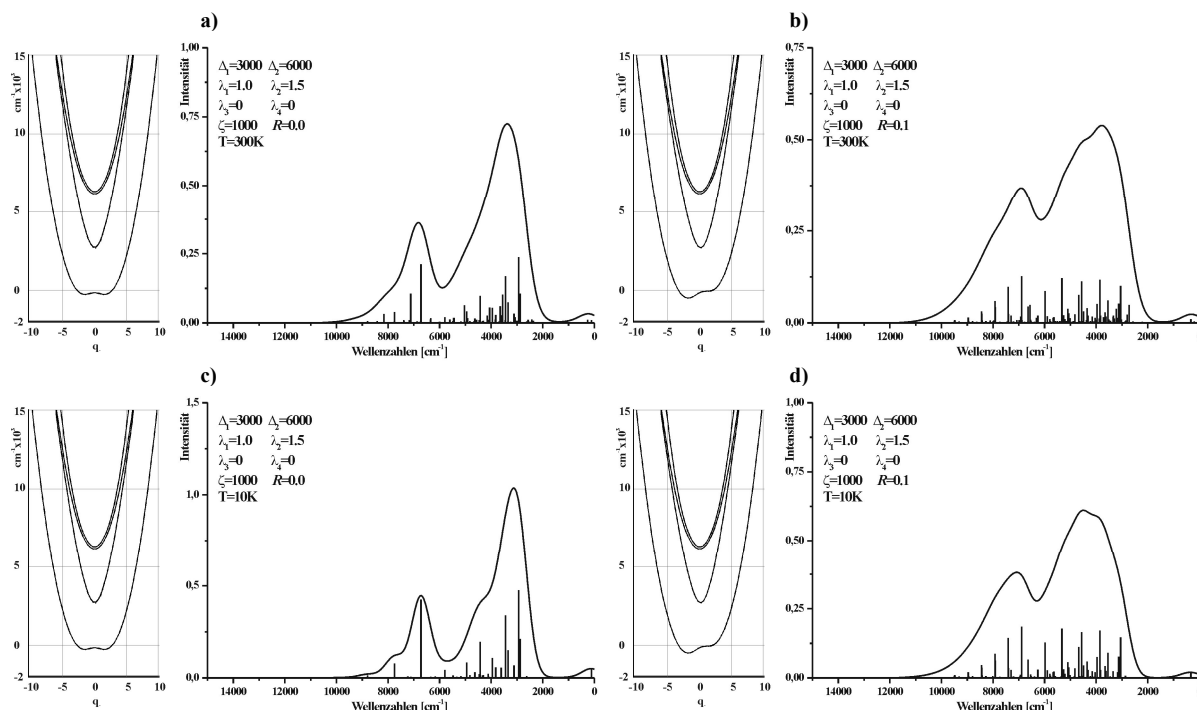 a)
15
10
5
0
-2
cm⁻¹x10³
-10 -5 0 5 10
q-
1,00
0,75
0,50
0,25
0,00
Intensität
Δ₁=3000 Δ₂=6000
λ₁=1.0 λ₂=1.5
λ₃=0 λ₄=0
ζ=1000 R=0.0
T=300K
14000 12000 10000 8000 6000 4000 2000 0
Wellenzahlen [cm⁻¹]
b)
15
10
5
0
-2
cm⁻¹x10³
-10 -5 0 5 10
q-
0,75
0,50
0,25
0,00
Intensität
Δ₁=3000 Δ₂=6000
λ₁=1.0 λ₂=1.5
λ₃=0 λ₄=0
ζ=1000 R=0.1
T=300K
14000 12000 10000 8000 6000 4000 2000 0
Wellenzahlen [cm⁻¹]
c)
15
10
5
0
-2
cm⁻¹x10³
-10 -5 0 5 10
q-
1,5
1,0
0,5
0,0
Intensität
Δ₁=3000 Δ₂=6000
λ₁=1.0 λ₂=1.5
λ₃=0 λ₄=0
ζ=1000 R=0.0
T=10K
14000 12000 10000 8000 6000 4000 2000 0
Wellenzahlen [cm⁻¹]
d)
15
10
5
0
-2
cm⁻¹x10³
-10 -5 0 5 10
q-
1,00
0,75
0,50
0,25
0,00
Intensität
Δ₁=3000 Δ₂=6000
λ₁=1.0 λ₂=1.5
λ₃=0 λ₄=0
ζ=1000 R=0.1
T=10K
14000 12000 10000 8000 6000 4000 2000 0
Wellenzahlen [cm⁻¹]